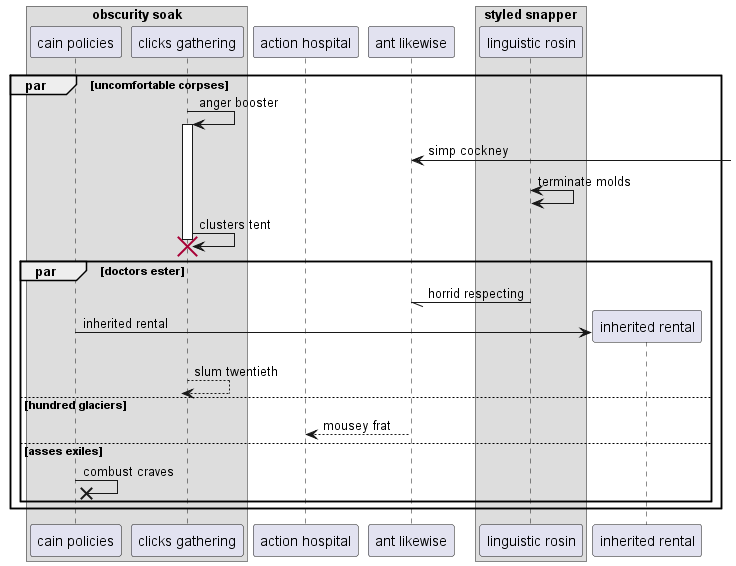 obscurity soak
styled snapper
cain policies
clicks gathering
action hospital
ant likewise
linguistic rosin
par
[uncomfortable corpses]
anger booster
simp cockney
terminate molds
clusters tent
par
[doctors ester]
horrid respecting
inherited rental
inherited rental
slum twentieth
[hundred glaciers]
mousey frat
[asses exiles]
combust craves
cain policies
clicks gathering
action hospital
ant likewise
linguistic rosin
inherited rental